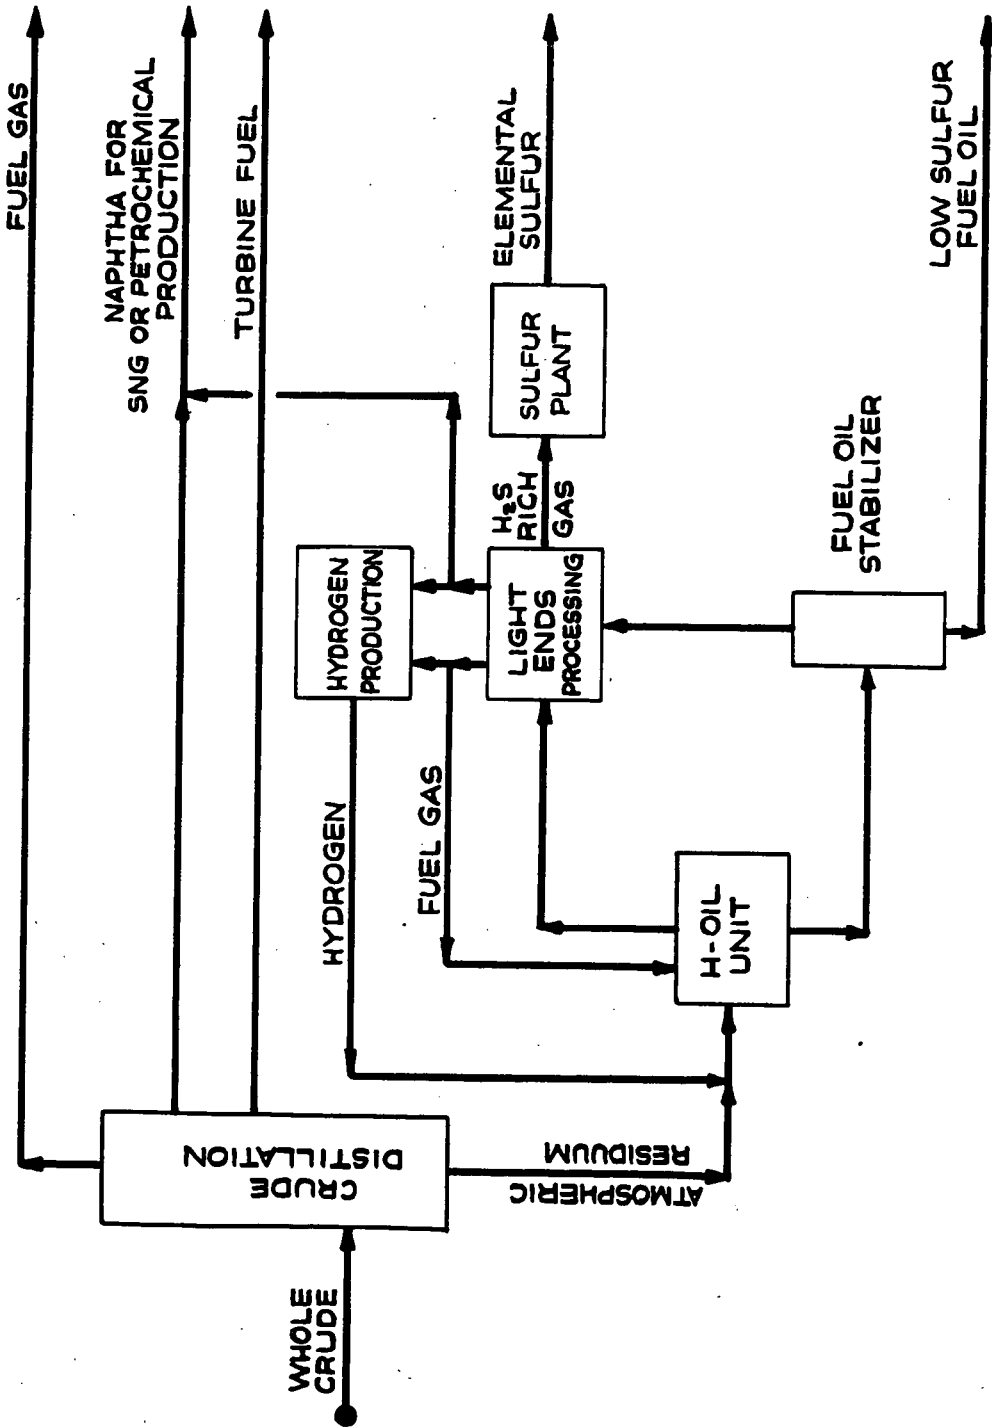 FUEL GAS
NAPHTHA FOR
SNG OR PETROCHEMICAL
PRODUCTION
TURBINE FUEL
HYDROGEN
PRODUCTION
HYDROGEN
FUEL GAS
LIGHT
ENDS
PROCESSING
H₂S
RICH
GAS
SULFUR
PLANT
ELEMENTAL
SULFUR
WHOLE
CRUDE
CRUDE
DISTILLATION
ATMOSPHERIC
RESIDUUM
H-OIL
UNIT
FUEL OIL
STABILIZER
LOW SULFUR
FUEL OIL